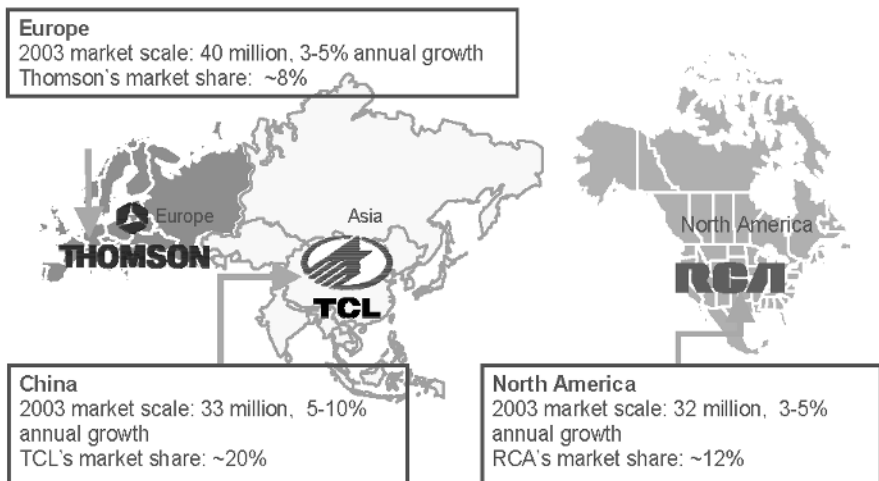 Europe
2003 market scale: 40 million, 3-5% annual growth
Thomson's market share: ~8%
Europe
Asia
North America
THOMSON
RCA
TCL
China
2003 market scale: 33 million, 5-10%
annual growth
TCL's market share: ~20%
North America
2003 market scale: 32 million, 3-5%
annual growth
RCA's market share: ~12%